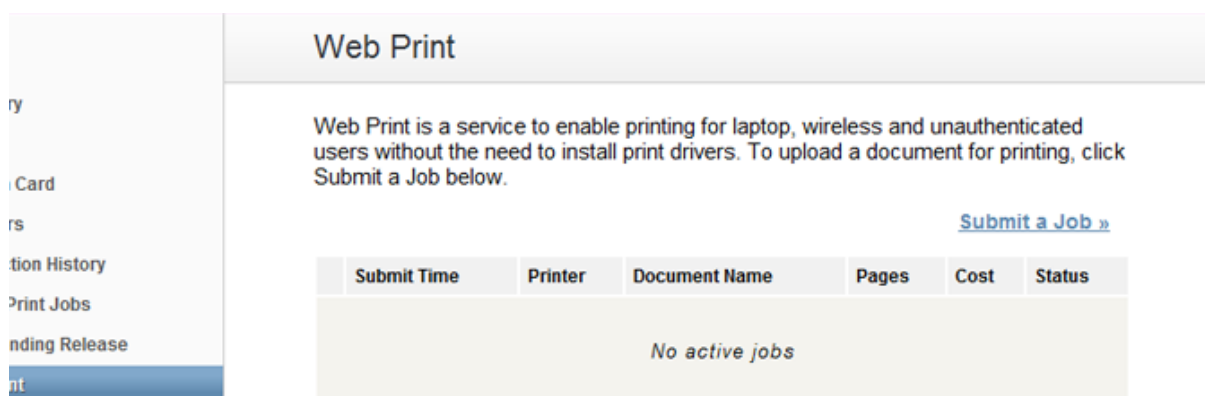 Web Print
ry
Web Print is a service to enable printing for laptop, wireless and unauthenticated
users without the need to install print drivers. To upload a document for printing, click
Submit a Job below.
Card
rs
tion History
Print Jobs
nding Release
nt
Submit a Job »
Submit Time Printer Document Name Pages Cost Status
No active jobs